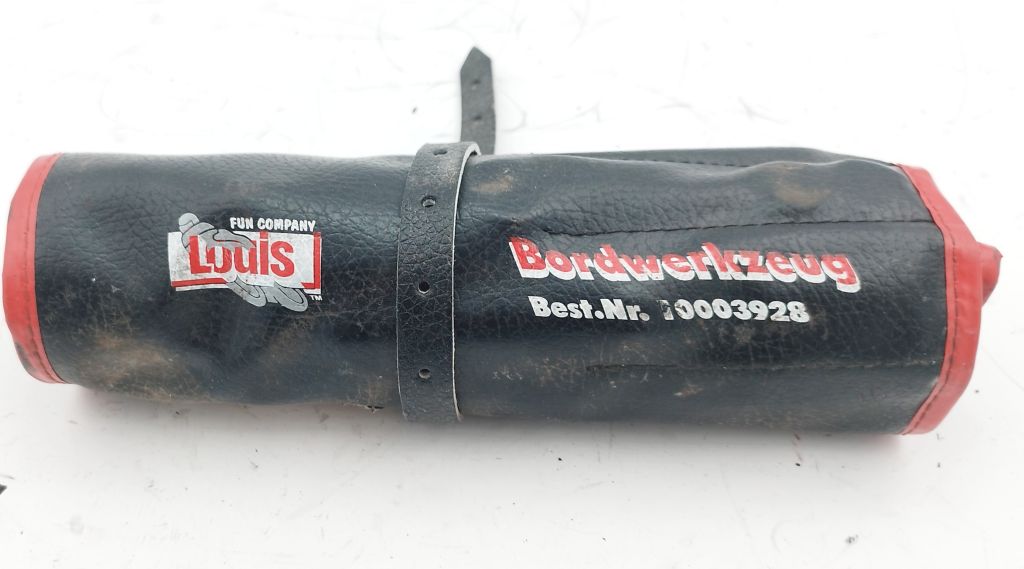 FUN COMPANY
Louis
TM
Bordwerkzeug
Best.Nr. 10003928